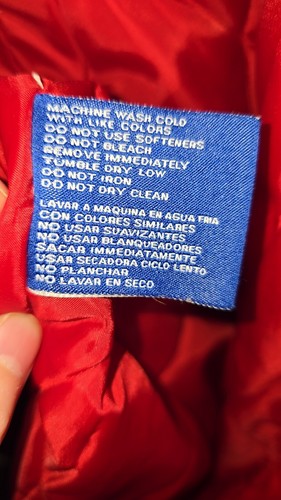 MACHINE WASH COLD
WITH LIKE COLORS
DO NOT USE SOFTENERS
DO NOT BLEACH
REMOVE IMMEDIATELY
TUMBLE DRY LOW
DO NOT IRON
DO NOT DRY CLEAN
LAVAR A MAQUINA EN AGUA FRIA
CON COLORES SIMILARES
NO USAR SUAVIZANTES
NO USAR BLANQUEADORES
SACAR IMMEDIATAMENTE
USAR SECADORA CICLO LENTO
NO PLANCHAR
NO LAVAR EN SECO